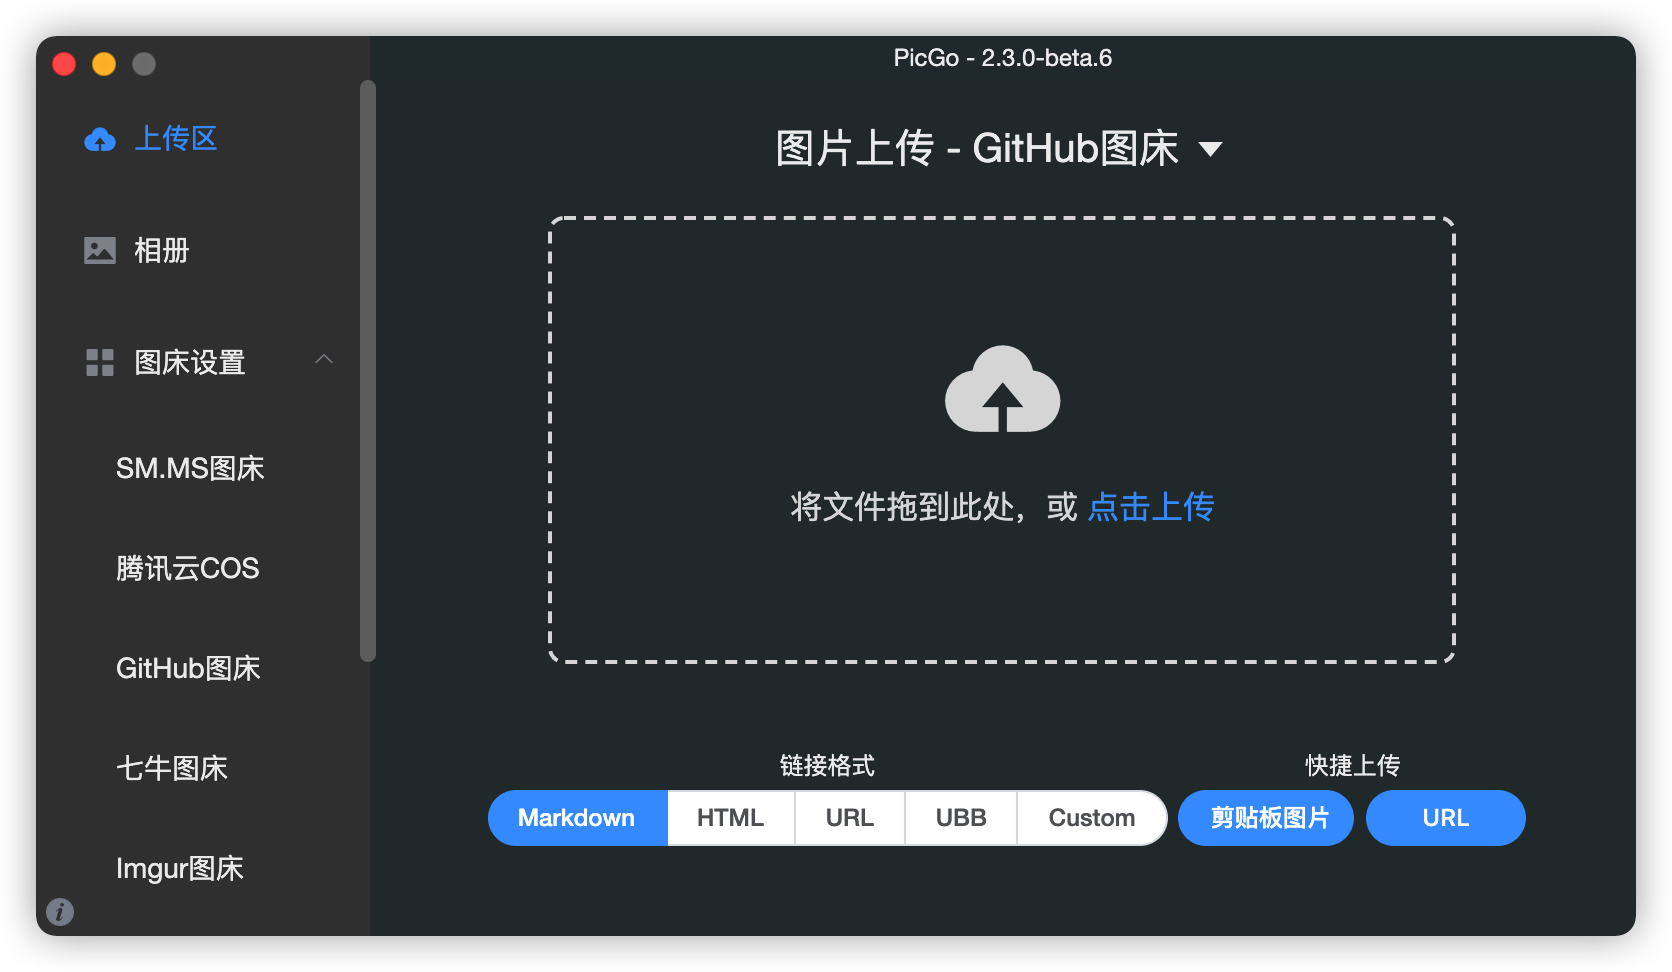 PicGo - 2.3.0-beta.6
上传区
相册
图床设置
SM.MS图床
腾讯云COS
GitHub图床
七牛图床
Imgur图床
图片上传 - GitHub图床
将文件拖到此处，或 点击上传
链接格式
Markdown HTML URL UBB Custom
快捷上传
剪贴板图片 URL